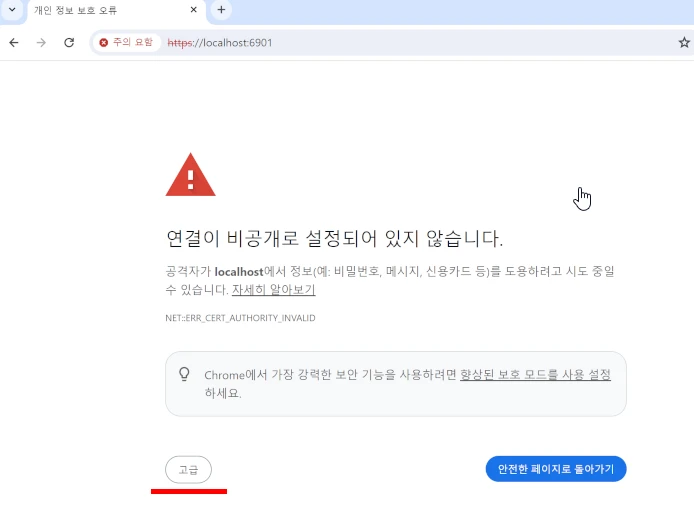 개인 정보 보호 오류
주의 요함 https://localhost:6901
연결이 비공개로 설정되어 있지 않습니다.
공격자가 localhost에서 정보(예: 비밀번호, 메시지, 신용카드 등)를 도용하려고 시도 중일
수 있습니다. 자세히 알아보기
NET::ERR_CERT_AUTHORITY_INVALID
Chrome에서 가장 강력한 보안 기능을 사용하려면 향상된 보호 모드를 사용 설정
하세요.
고급 안전한 페이지로 돌아가기